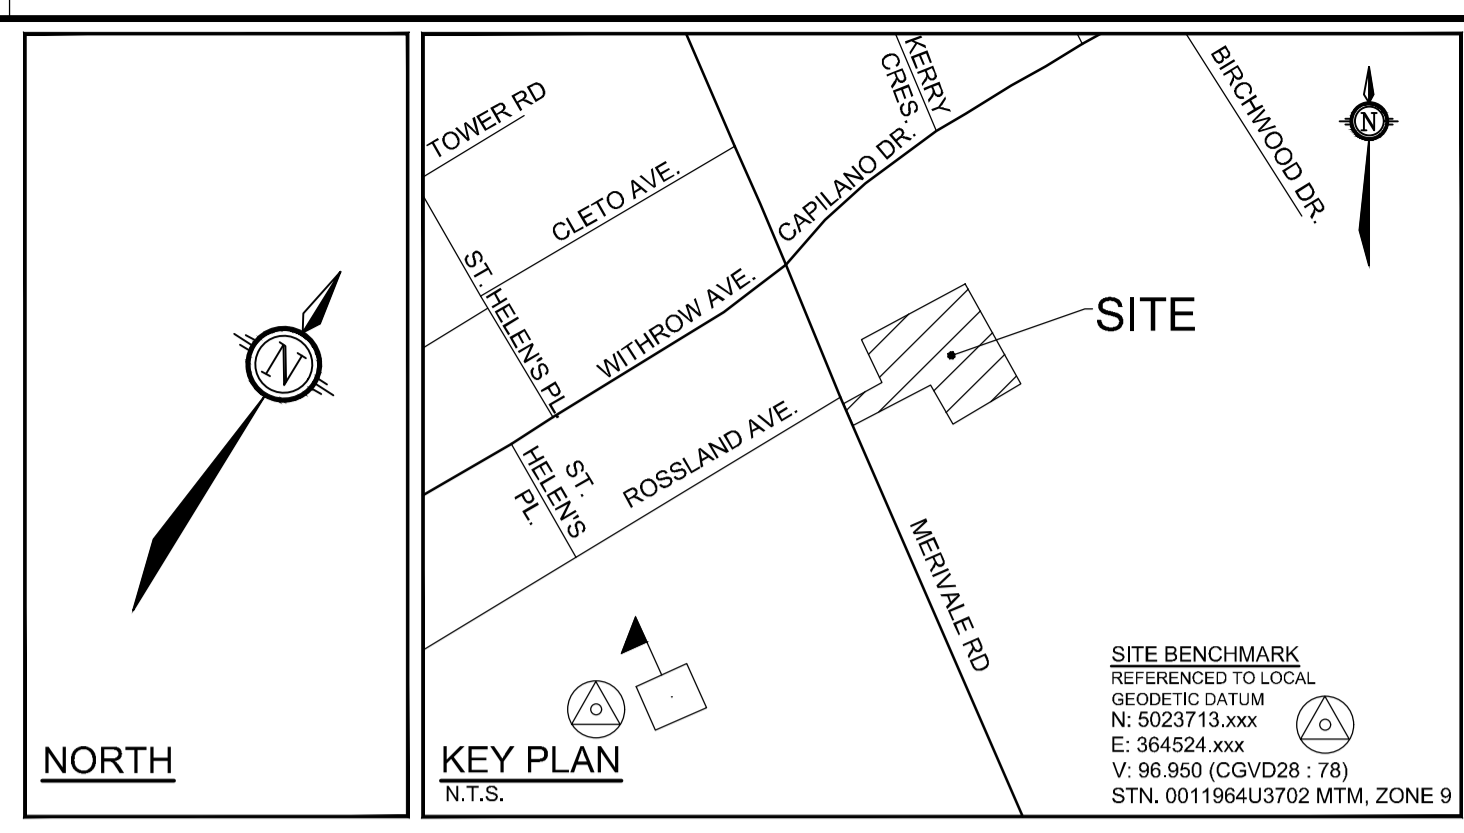 N
NORTH
TOWER RD
CLETO AVE.
ST. HELEN'S PL
WITHROW AVE.
CAPILANO DR.
KERRY
CRES.
BIRCHWOOD DR.
N
SITE
ROSSLAND AVE.
ST.
HELEN'S
PL.
MERIVALE RD
KEY PLAN
N.T.S.
SITE BENCHMARK
REFERENCED TO LOCAL
GEODETIC DATUM
N: 5023713.xxx
E: 364524.xxx
V: 96.950 (CGVD28 : 78)
STN. 0011964U3702 MTM, ZONE 9